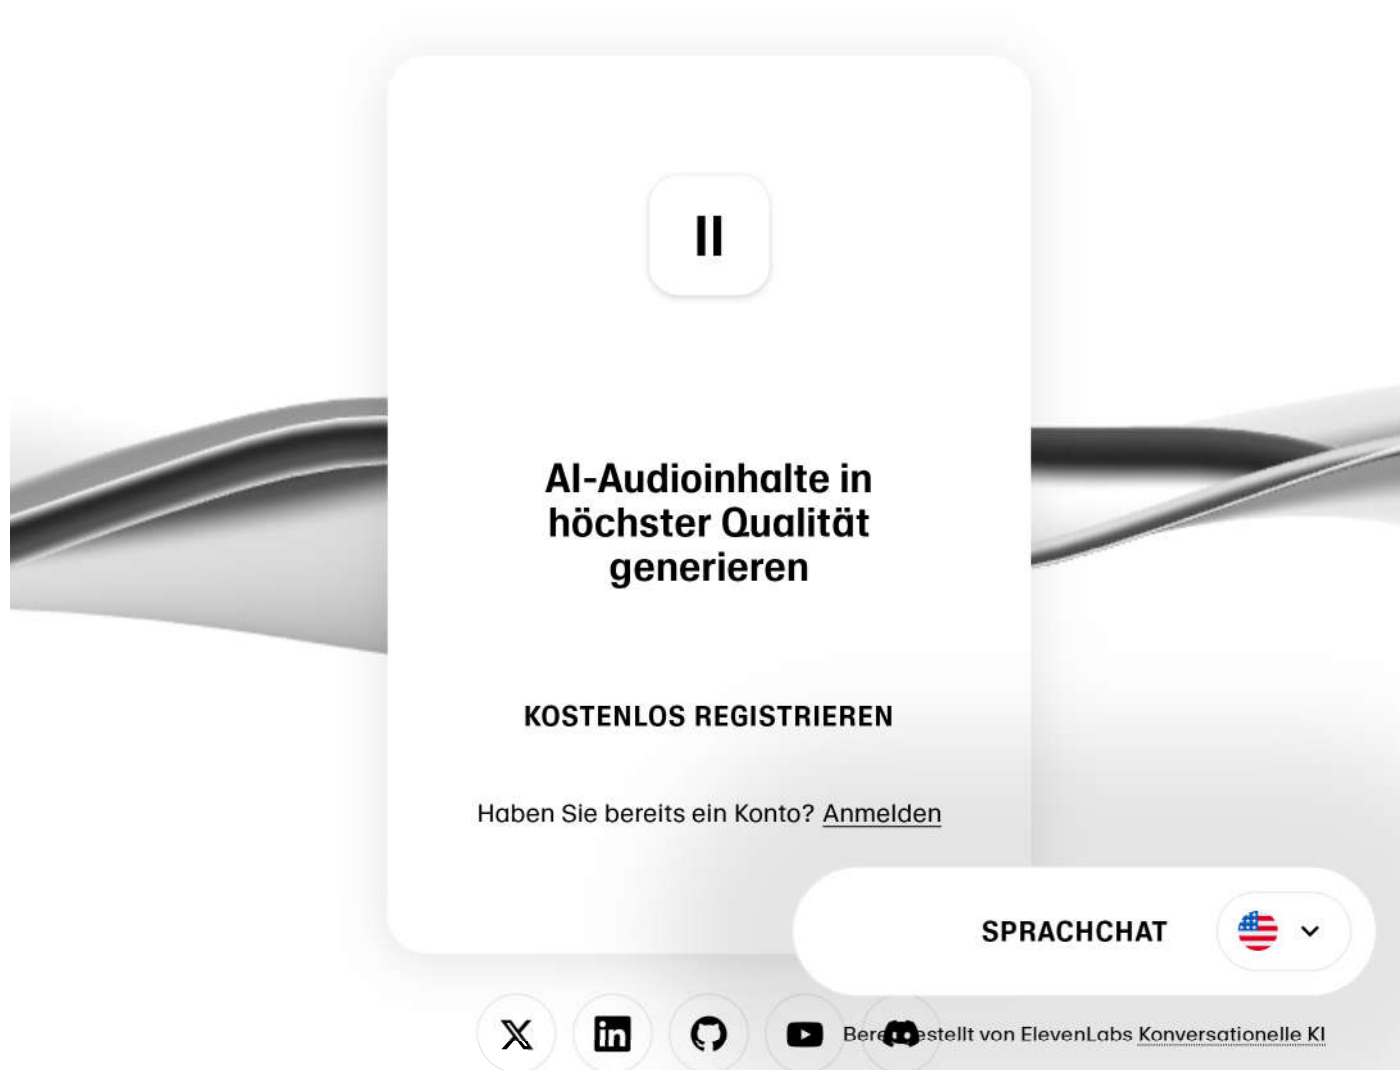 AI-Audioinhalte in
höchster Qualität
generieren
KOSTENLOS REGISTRIEREN
Haben Sie bereits ein Konto? Anmelden
SPRACHCHAT
in
von ElevenLabs Konversationelle KI